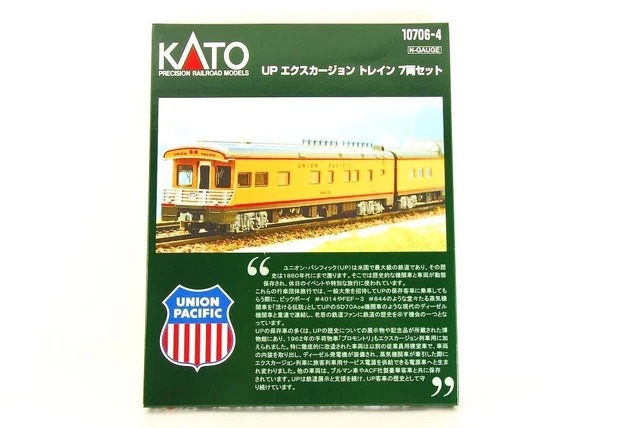 10706-4
KATO
N-GAUGE
PRECISION RAILROAD MODELS
UP エクスカージョン トレイン 7両セット
UNION PACIFIC
UNION PACIFIC
“
ユニオン・パシフィック(UP)は米国で最大級の鉄道であり、その歴
史は1860年代にまで遡ります。そこでは歴史的な機関車と車両が動態
保存され、休日のイベントや特別な旅行に使われています。
これらの行楽団体旅行では、一般大衆を招待してUPの保存客車に乗車しても
らう際に、ビックボーイ #4014やFEF-3 #844のような堂々たる蒸気機
関車を「活ける伝説」としてUPのSD70Ace機関車のような現代のディーゼル
機関車と重連で連結し、老若の鉄道ファンに鉄道の歴史を示す機会の一つとな
っています。
UPの保存車の多くは、UPの歴史についての展示物や記念品が所蔵された博
物館にあり、1962年の手荷物車「プロモントリ」もエクスカージョン列車用に加
えられました。特に徹底的に改造された車両は以前の従業員用寝室車で、車両
の内装を取り出し、ディーゼル発電機が装備され、蒸気機関車が牽引した際に
エクスカージョン列車に旅客列車用サービス電源を供給できる電源車へと生ま
れ変わりました。他の車両は、プルマン車やACF社製豪華客車と共に保存
されています。UPは鉄道展示と支援を続け、UP客車の歴史として守
り続けています。
”
UNION
PACIFIC